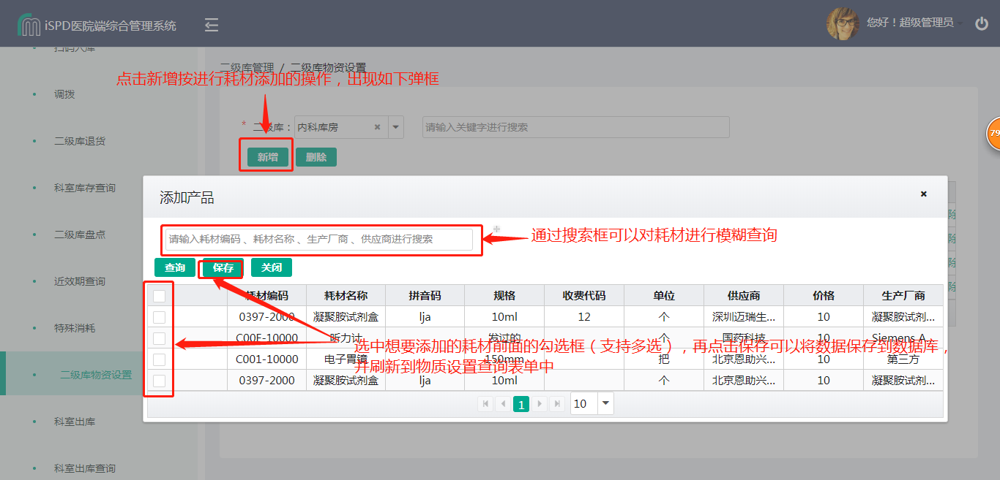 iSPD医院端综合管理系统
您好！超级管理员
扫码入库
二级库管理 / 二级库物资设置
点击新增按进行耗材添加的操作，出现如下弹框
调拨
* 二级库： 内科库房
请输入关键字进行搜索
79
二级库退货
新增 删除
科室库存查询
添加产品
除
二级库盘点
请输入耗材编码 、耗材名称 、生产厂商 、供应商进行搜索
通过搜索框可以对耗材进行模糊查询
除
查询 保存 关闭
除
近效期查询
除
耗材编码 耗材名称 拼音码 规格 收费代码 单位 供应商 价格 生产厂商
0397-2000 凝聚胺试剂盒 lja 10ml 12 个 深圳迈瑞生... 10 凝聚胺试剂...
特殊消耗
C00F-10000 听力计 发过的 个 国药科技 10 Siemens A...
选中想要添加的耗材前面的勾选框（支持多选），再点击保存可以将数据保存到数据库，
并刷新到物质设置查询表单中
C001-10000 电子胃镜 150mm 把 北京恩助兴... 10 第三方
二级库物资设置
0397-2000 凝聚胺试剂盒 lja 10ml 个 北京恩助兴... 10 凝聚胺试剂...
1 10
科室出库
科室出库查询